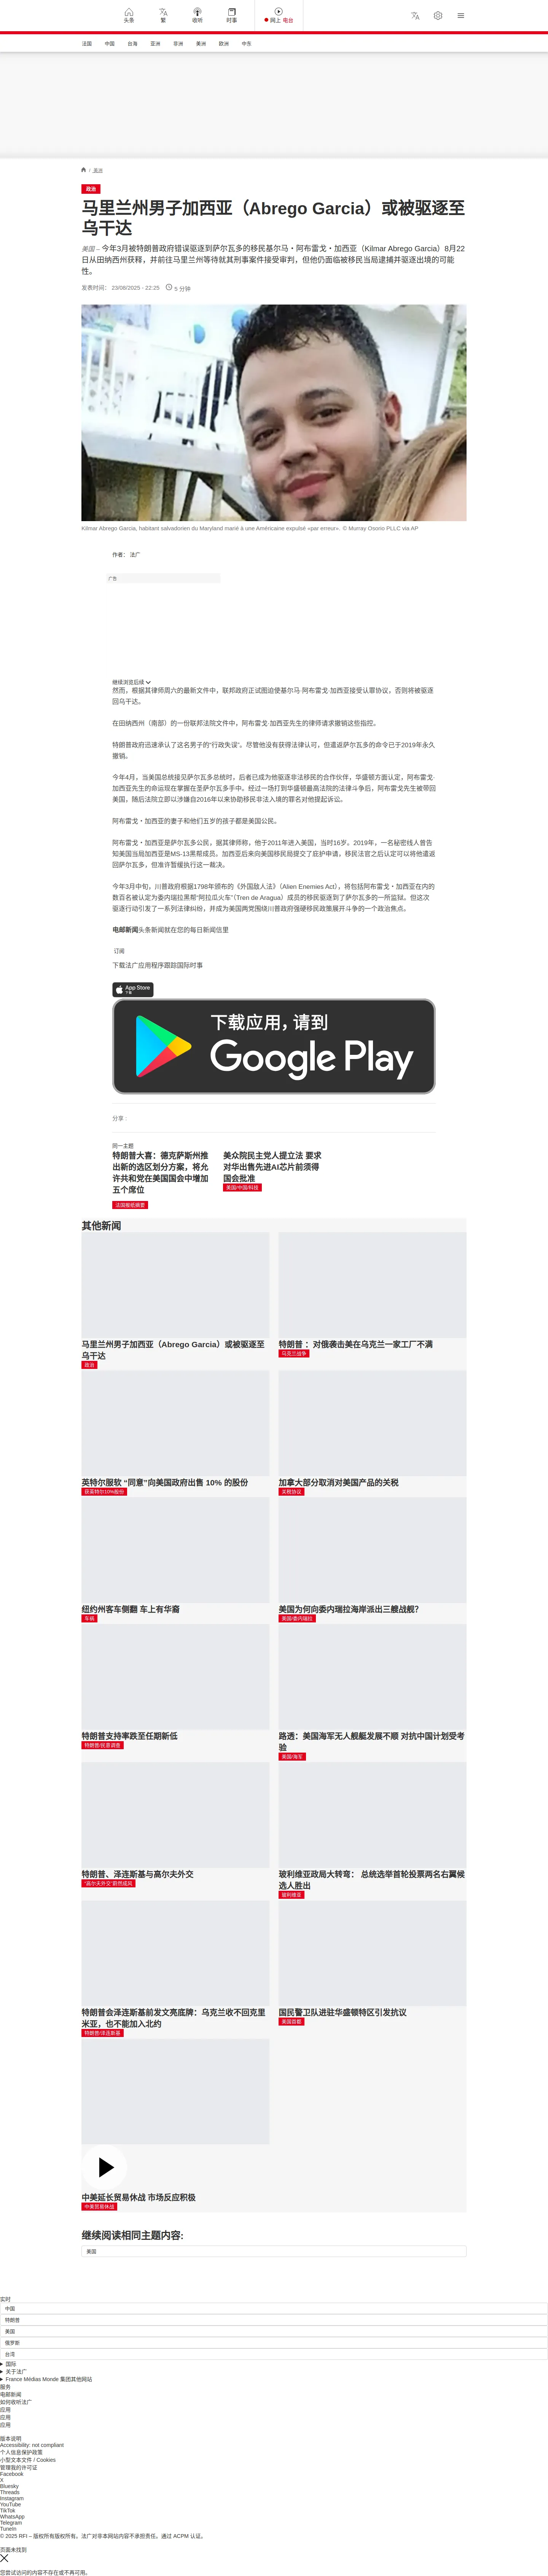 头条
繁
收听
时事
网上 电台
法国
中国
台海
亚洲
非洲
美洲
欧洲
中东
美洲
政治
马里兰州男子加西亚（Abrego Garcia）或被驱逐至
乌干达
美国 – 今年3月被特朗普政府错误驱逐到萨尔瓦多的移民基尔马・阿布雷戈・加西亚（Kilmar Abrego Garcia）8月22
日从田纳西州获释，并前往马里兰州等待就其刑事案件接受审判，但他仍面临被移民当局逮捕并驱逐出境的可能
性。
发表时间： 23/08/2025 - 22:25 5 分钟
Kilmar Abrego Garcia, habitant salvadorien du Maryland marié à une Américaine expulsé «par erreur». © Murray Osorio PLLC via AP
作者： 法广
广告
继续浏览后续
然而，根据其律师周六的最新文件中，联邦政府正试图迫使基尔马·阿布雷戈·加西亚接受认罪协议，否则将被驱逐
回乌干达。
在田纳西州（南部）的一份联邦法院文件中，阿布雷戈·加西亚先生的律师请求撤销这些指控。
特朗普政府迅速承认了这名男子的“行政失误”。尽管他没有获得法律认可，但遣返萨尔瓦多的命令已于2019年永久
撤销。
今年4月，当美国总统接见萨尔瓦多总统时，后者已成为他驱逐非法移民的合作伙伴，华盛顿方面认定，阿布雷戈·
加西亚先生的命运现在掌握在圣萨尔瓦多手中。经过一场打到华盛顿最高法院的法律斗争后，阿布雷戈先生被带回
美国，随后法院立即以涉嫌自2016年以来协助移民非法入境的罪名对他提起诉讼。
阿布雷戈・加西亚的妻子和他们五岁的孩子都是美国公民。
阿布雷戈・加西亚是萨尔瓦多公民，据其律师称，他于2011年进入美国，当时16岁。2019年，一名秘密线人曾告
知美国当局加西亚是MS-13黑帮成员。加西亚后来向美国移民局提交了庇护申请，移民法官之后认定可以将他遣返
回萨尔瓦多，但准许暂缓执行这一裁决。
今年3月中旬，川普政府根据1798年颁布的《外国敌人法》（Alien Enemies Act），将包括阿布雷戈・加西亚在内的
数百名被认定为委内瑞拉黑帮“阿拉瓜火车”（Tren de Aragua）成员的移民驱逐到了萨尔瓦多的一所监狱。但这次
驱逐行动引发了一系列法律纠纷，并成为美国两党围绕川普政府强硬移民政策展开斗争的一个政治焦点。
电邮新闻头条新闻就在您的每日新闻信里
订阅
下载法广应用程序跟踪国际时事
App Store
下载
下载应用，请到
Google Play
分享 :
同一主题
特朗普大喜：德克萨斯州推
出新的选区划分方案，将允
许共和党在美国国会中增加
五个席位
法国报纸摘要
美众院民主党人提立法 要求
对华出售先进AI芯片前须得
国会批准
美国/中国/科技
其他新闻
马里兰州男子加西亚（Abrego Garcia）或被驱逐至
乌干达
政治
特朗普 ：对俄袭击美在乌克兰一家工厂不满
乌克兰战争
英特尔服软 “同意”向美国政府出售 10% 的股份
加拿大部分取消对美国产品的关税
关税协议
纽约州客车侧翻 车上有华裔
车祸
美国为何向委内瑞拉海岸派出三艘战舰？
美国/委内瑞拉
特朗普支持率跌至任期新低
特朗普/民意调查
路透：美国海军无人舰艇发展不顺 对抗中国计划受考
验
美国/海军
特朗普、泽连斯基与高尔夫外交
“高尔夫外交”蔚然成风
玻利维亚政局大转弯： 总统选举首轮投票两名右翼候
选人胜出
玻利维亚
特朗普会泽连斯基前发文亮底牌：乌克兰收不回克里
米亚，也不能加入北约
特朗普/泽连斯基
国民警卫队进驻华盛顿特区引发抗议
美国首都
中美延长贸易休战 市场反应积极
中美贸易休战
继续阅读相同主题内容:
美国
实时
中国
特朗普
美国
俄罗斯
台湾
国际
关于法广
France Médias Monde 集团其他网站
服务
电邮新闻
如何收听法广
应用
应用
应用
版本说明
Accessibility: not compliant
个人信息保护政策
小型文本文件 / Cookies
管理我的许可证
Facebook
X
Bluesky
Threads
Instagram
YouTube
TikTok
WhatsApp
Telegram
TuneIn
© 2025 RFI – 版权所有版权所有。法广对非本网站内容不承担责任。通过 ACPM 认证。
页面未找到
您尝试访问的内容不存在或不再可用。